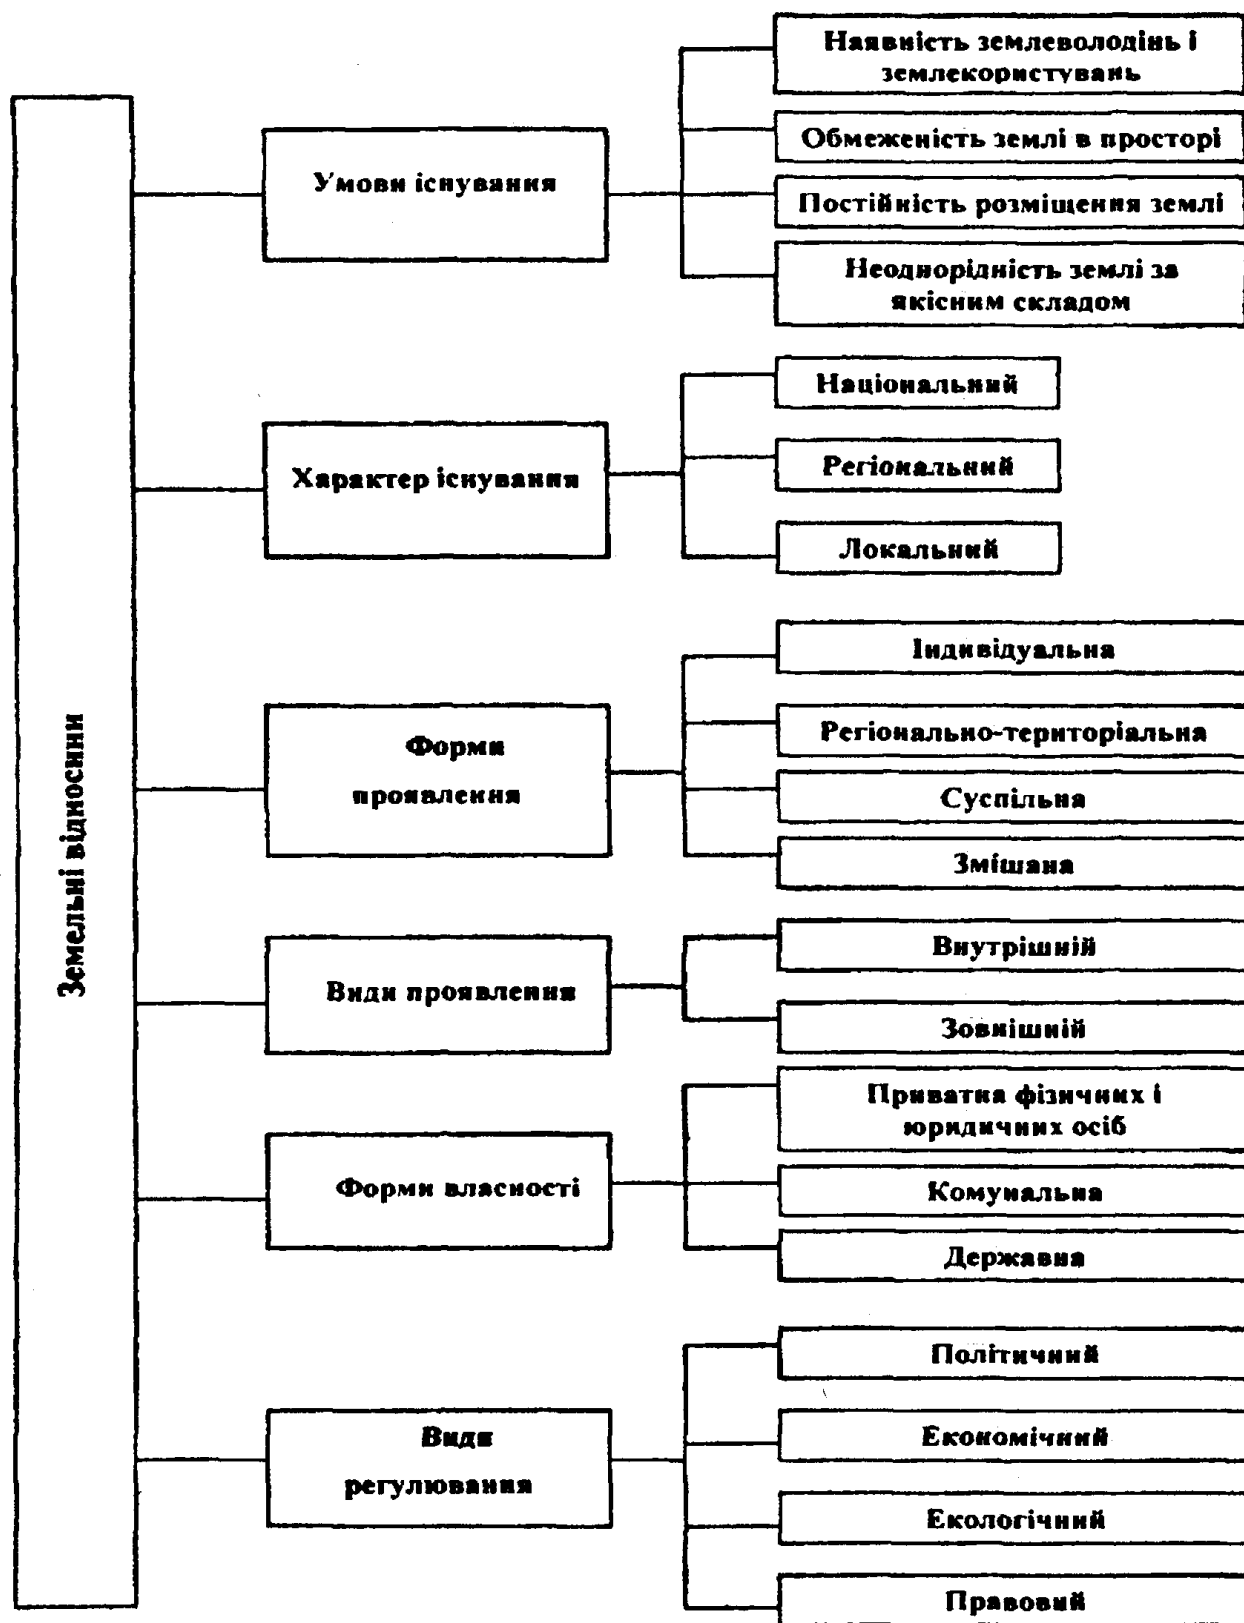 Земельні відносини
Умови існування
Наявність землеволодінь і
землекористувань
Обмеженість землі в просторі
Постійність розміщення землі
Неоднорідність землі за
якісним складом
Характер існування
Національний
Регіональний
Локальний
Форми
проявлення
Індивідуальна
Регіонально-територіальна
Суспільна
Змішана
Види проявлення
Внутрішній
Зовнішній
Форми власності
Приватна фізичних і
юридичних осіб
Комунальна
Державна
Види
регулювання
Політичний
Економічний
Екологічний
Правовий